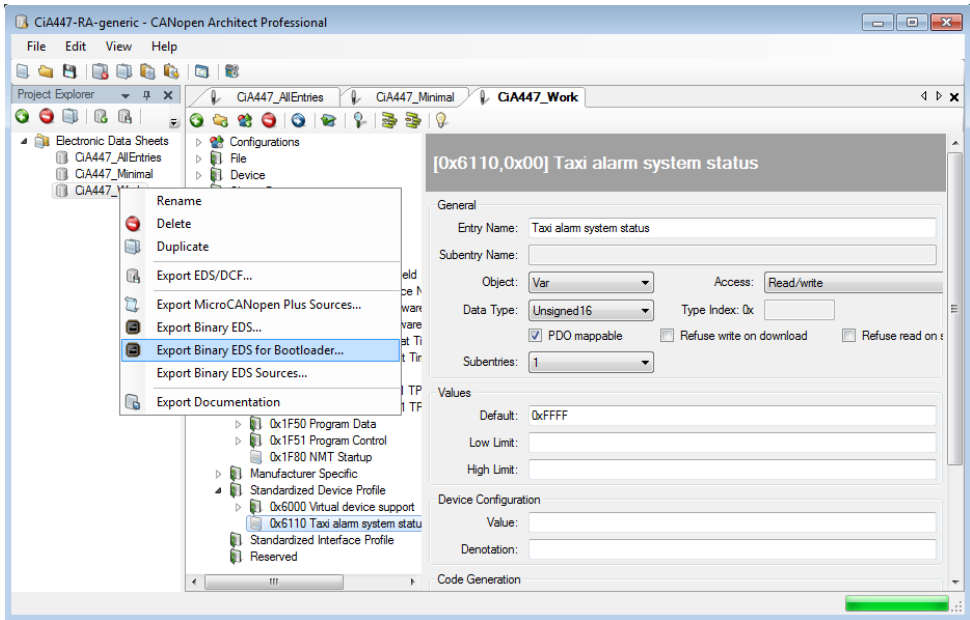 CiA447-RA-generic - CANopen Architect Professional
File Edit View Help
Project Explorer
CiA447_AllEntries CiA447_Minimal CiA447_Work
Electronic Data Sheets
CiA447_AllEntries
CiA447_Minimal
Rename
Delete
Duplicate
Export EDS/DCF...
Export MicroCANopen Plus Sources...
Export Binary EDS...
Export Binary EDS for Bootloader...
Export Binary EDS Sources...
Export Documentation
Configurations
File
Device
0x1F50 Program Data
0x1F51 Program Control
0x1F80 NMT Startup
Manufacturer Specific
Standardized Device Profile
0x6000 Virtual device support
0x6110 Taxi alarm system statu
Standardized Interface Profile
Reserved
[0x6110,0x00] Taxi alarm system status
General
Entry Name: Taxi alarm system status
Subentry Name:
Object: Var Access: Read/write
Data Type: Unsigned16 Type Index: 0x
PDO mappable Refuse write on download Refuse read on s
Subentries: 1
Values
Default: 0xFFFF
Low Limit:
High Limit:
Device Configuration
Value:
Denotation:
Code Generation